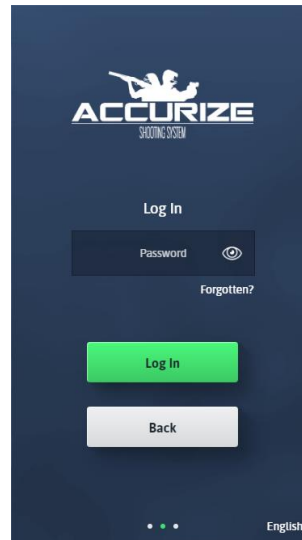 ACCURIZE
SHOOTING SYSTEM
Log In
Password
Forgotten?
Log In
Back
English